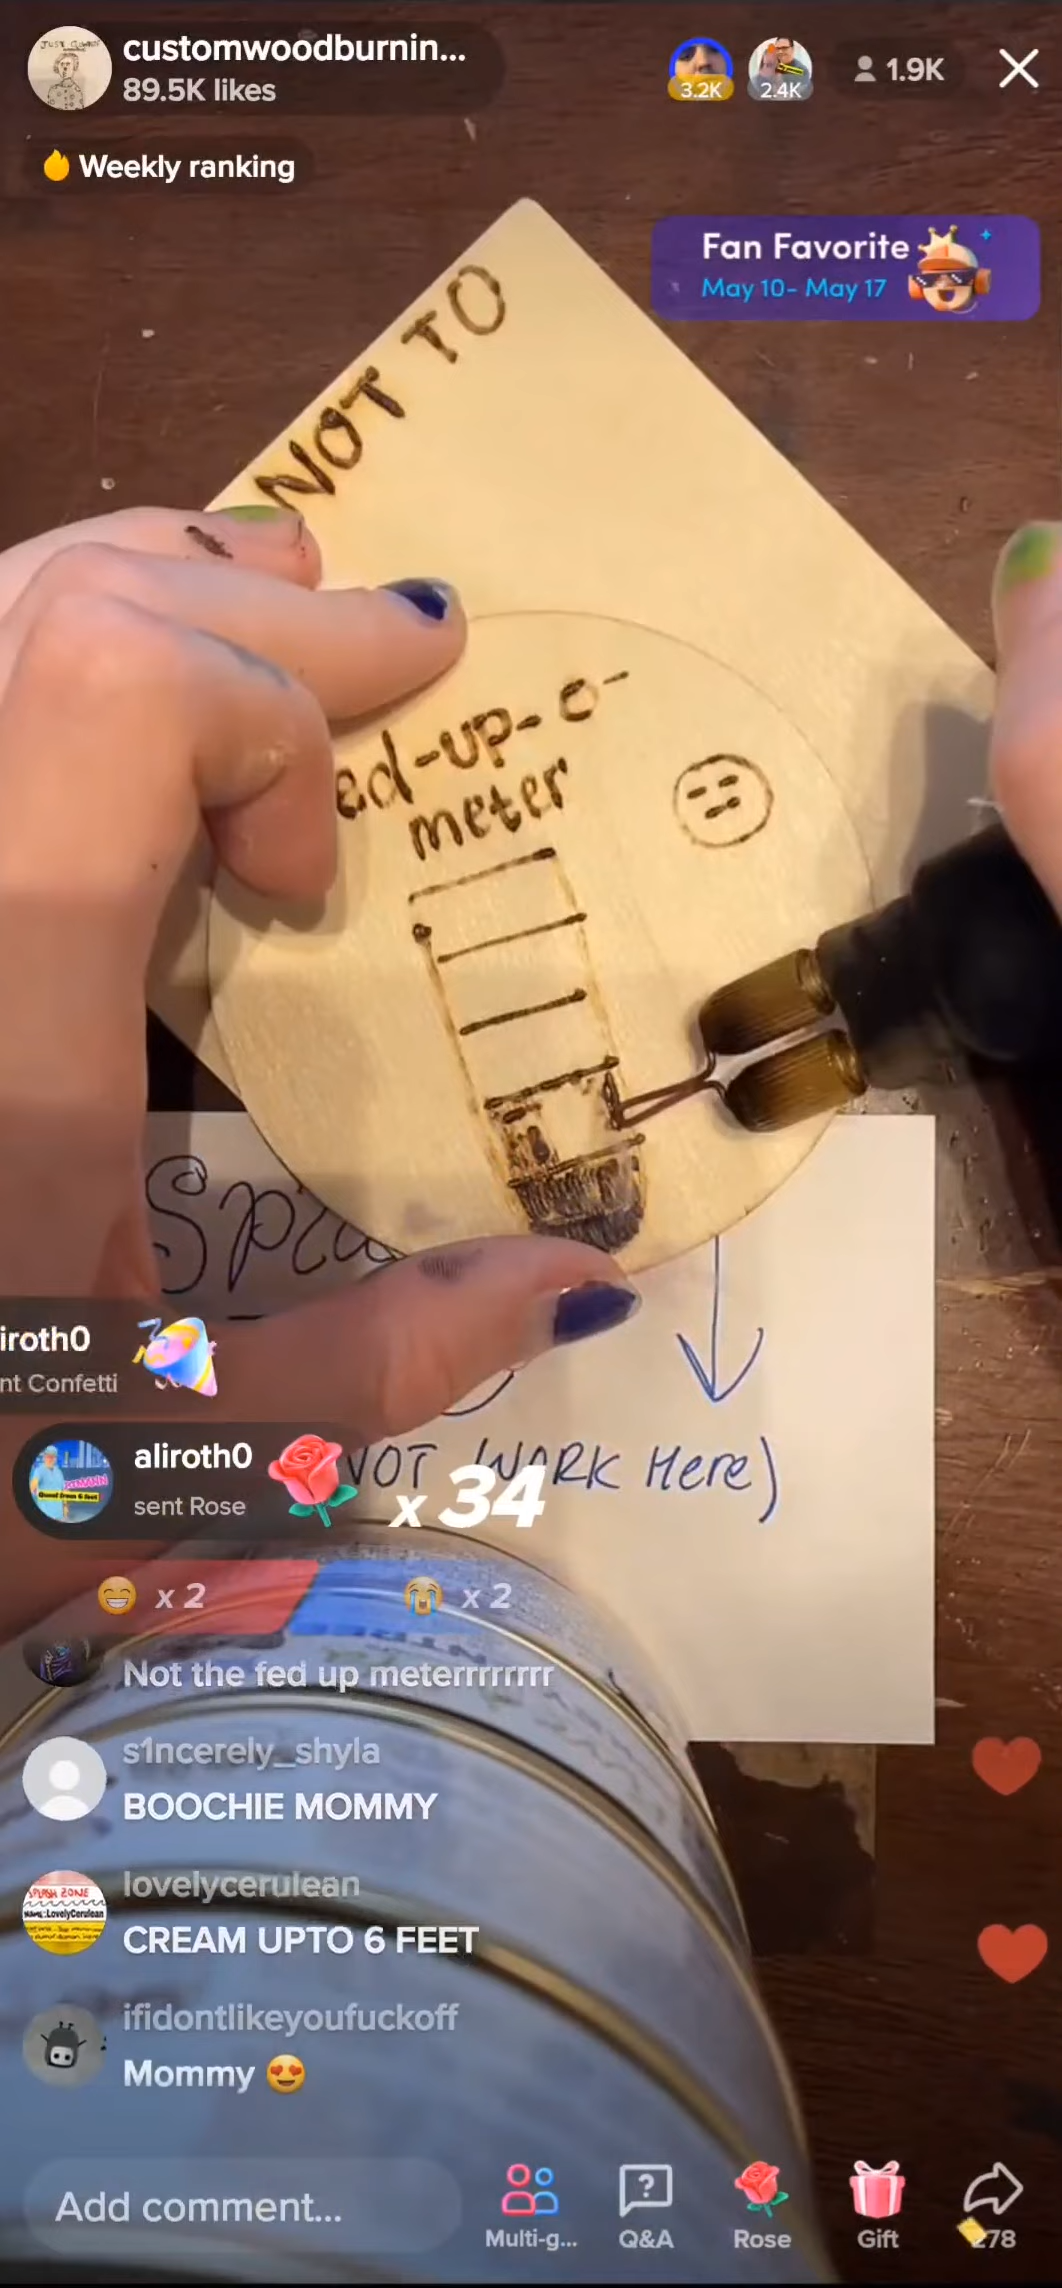 customwoodburnin...
89.5K likes
3.2K
2.4K
1.9K
Weekly ranking
Fan Favorite
May 10- May 17
NOT TO
ed-up-o-
meter
iroth0
nt Confetti
aliroth0
sent Rose
x 34
NOT WORK Here)
x 2
x 2
Not the fed up meterrrrrrrr
s1ncerely_shyla
BOOCHIE MOMMY
lovelycerulean
CREAM UPTO 6 FEET
ifidontlikeyoufuckoff
Mommy 😍
Add comment...
Multi-g...
Q&A
Rose
Gift
278